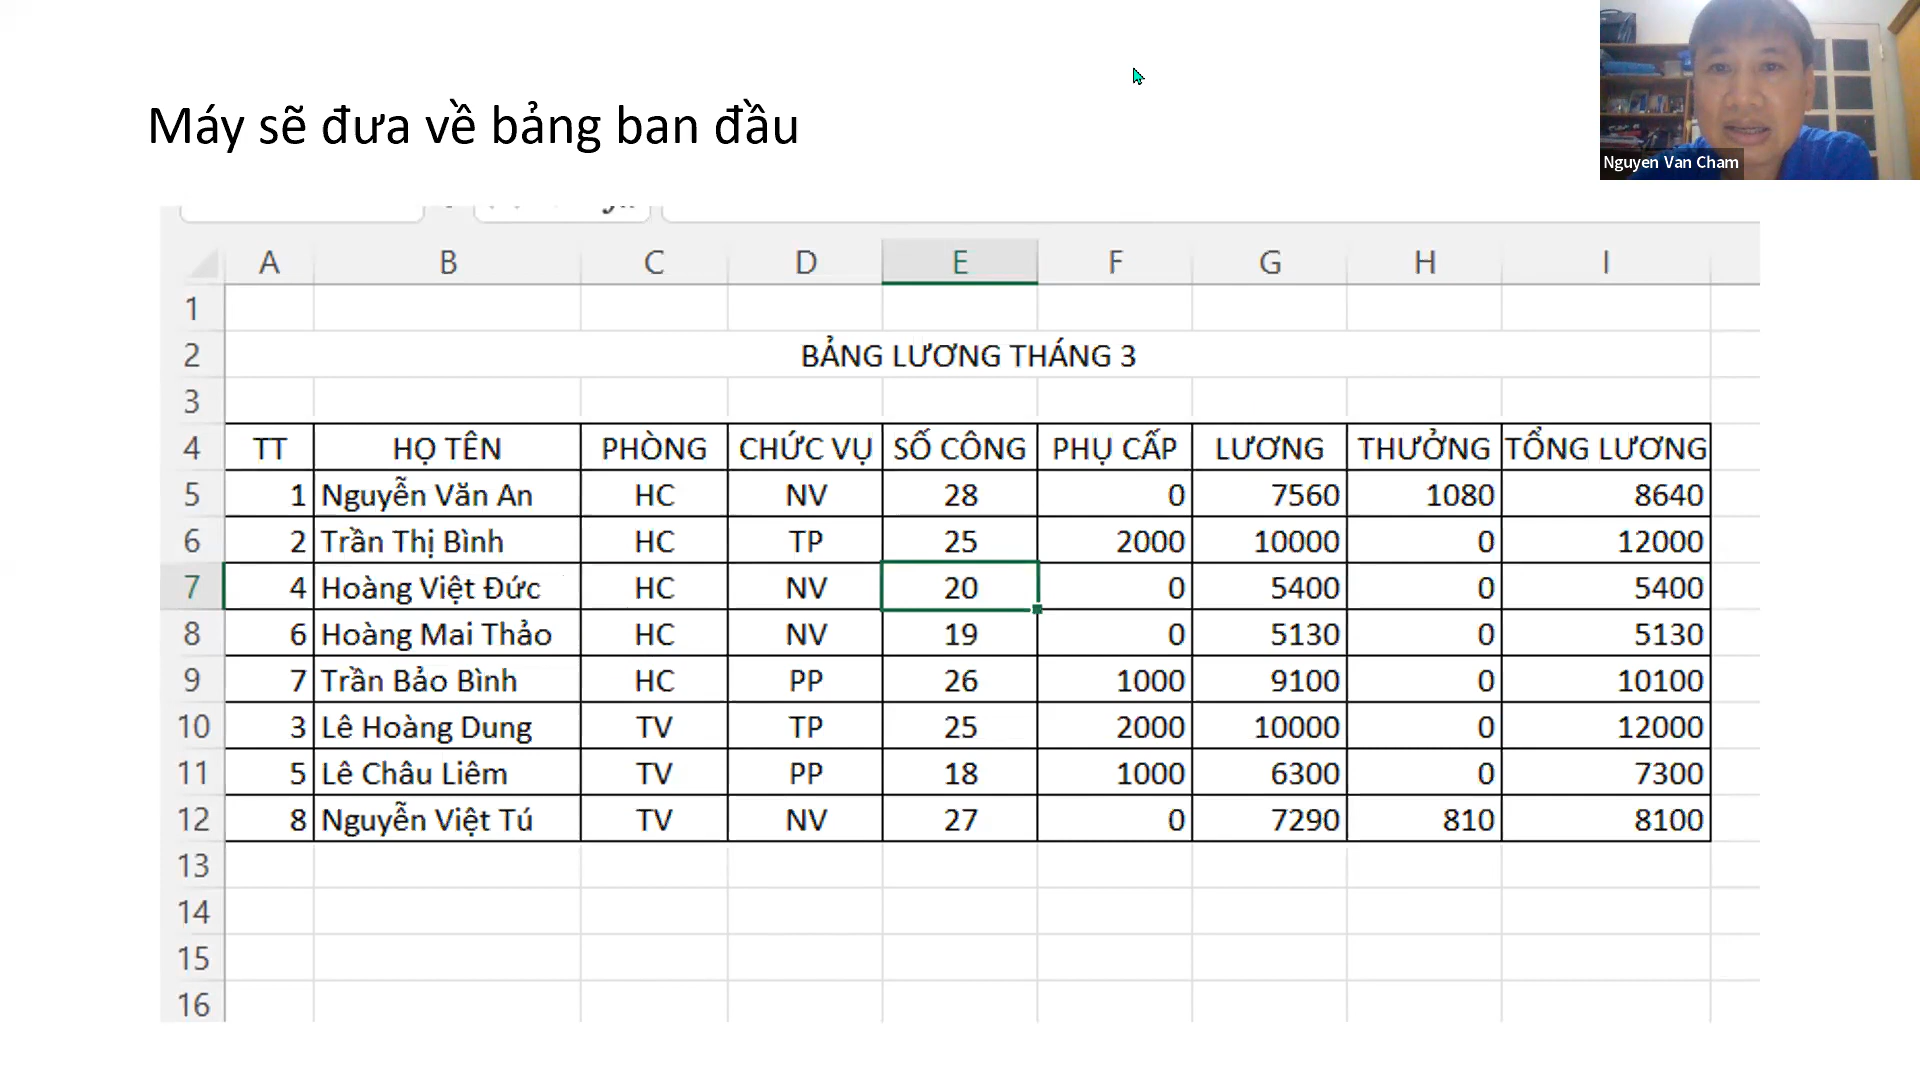 Máy sẽ đưa về bảng ban đầu
Nguyen Van Cham
A B C D E F G H I
1
2 BẢNG LƯƠNG THÁNG 3
3
4 TT HỌ TÊN PHÒNG CHỨC VỤ SỐ CÔNG PHỤ CẤP LƯƠNG THƯỞNG TỔNG LƯƠNG
5 1 Nguyễn Văn An HC NV 28 0 7560 1080 8640
6 2 Trần Thị Bình HC TP 25 2000 10000 0 12000
7 4 Hoàng Việt Đức HC NV 20 0 5400 0 5400
8 6 Hoàng Mai Thảo HC NV 19 0 5130 0 5130
9 7 Trần Bảo Bình HC PP 26 1000 9100 0 10100
10 3 Lê Hoàng Dung TV TP 25 2000 10000 0 12000
11 5 Lê Châu Liêm TV PP 18 1000 6300 0 7300
12 8 Nguyễn Việt Tú TV NV 27 0 7290 810 8100
13
14
15
16